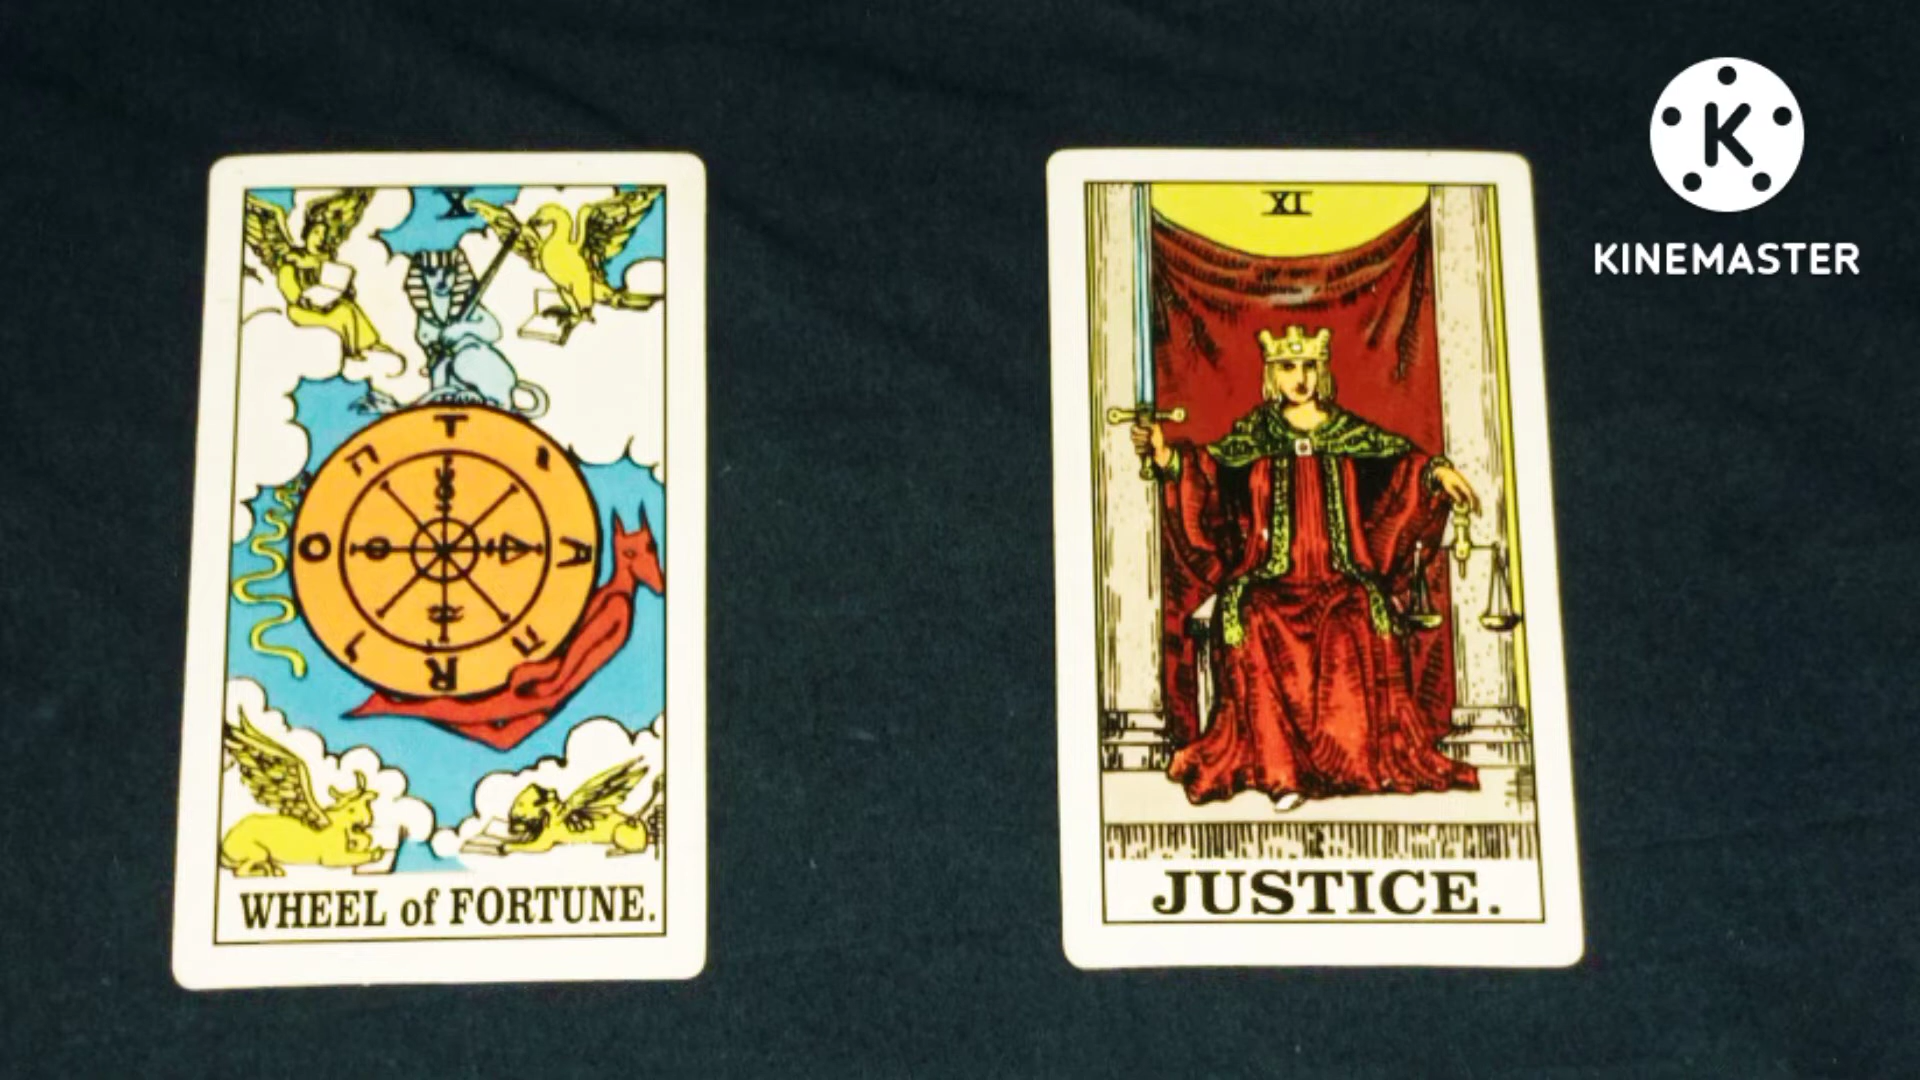 X
XI
T
A
R
O
ה
י
ו
ה
WHEEL of FORTUNE.
JUSTICE.
K
KINEMASTER